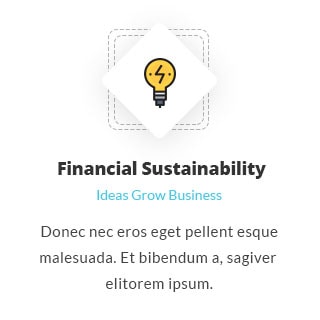 Financial Sustainability
Ideas Grow Business
Donec nec eros eget pellent esque
malesuada. Et bibendum a, sagiver
elitorem ipsum.